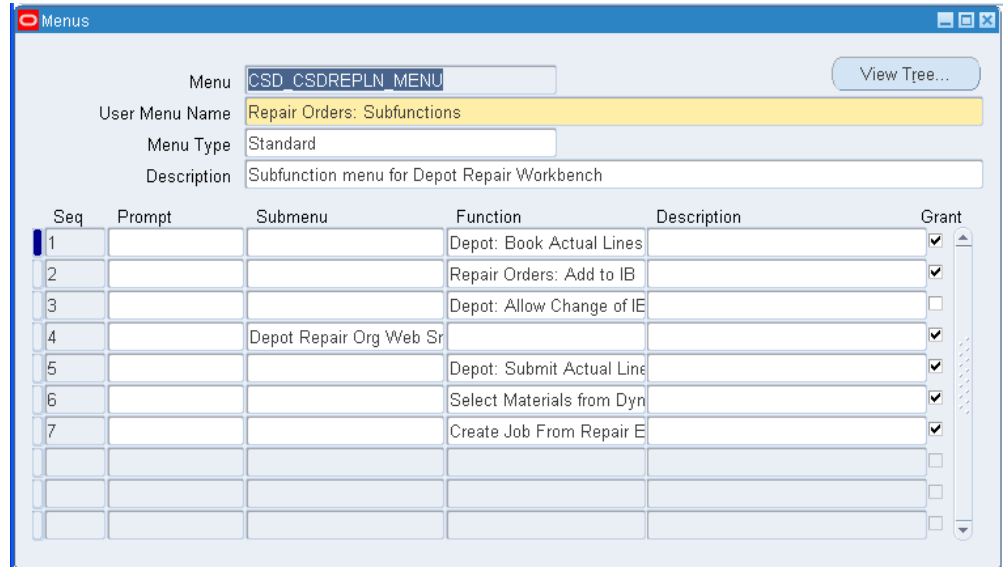 Menus
Menu CSD_CSDREPLN_MENU View Tree...
User Menu Name Repair Orders: Subfunctions
Menu Type Standard
Description Subfunction menu for Depot Repair Workbench
Seq Prompt Submenu Function Description Grant
1 Depot: Book Actual Lines
2 Repair Orders: Add to IB
3 Depot: Allow Change of IE
4 Depot Repair Org Web Sr
5 Depot: Submit Actual Line
6 Select Materials from Dyn
7 Create Job From Repair E